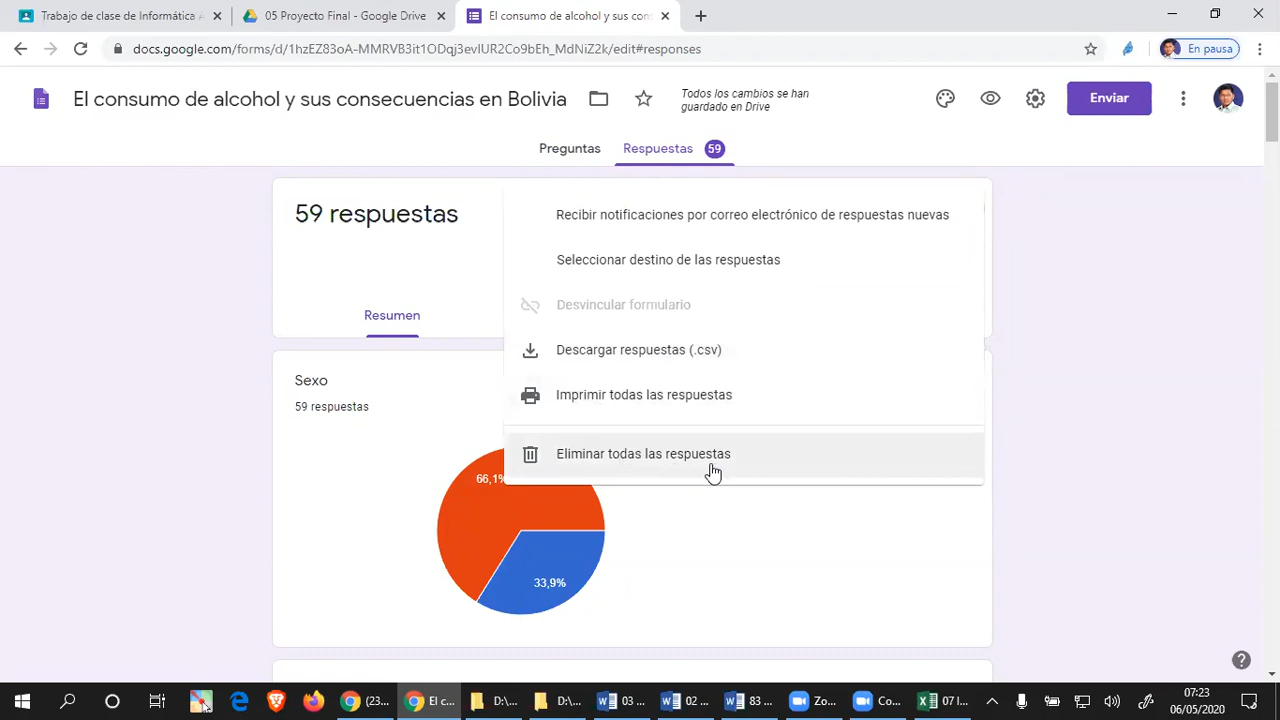 Trabajo de clase de Informática A
05 Proyecto Final - Google Drive
El consumo de alcohol y sus cons
docs.google.com/forms/d/1hzEZ83oA-MMRVB3it1ODqj3evIUR2Co9bEh_MdNiZ2k/edit#responses
En pausa
El consumo de alcohol y sus consecuencias en Bolivia
Todos los cambios se han
guardado en Drive
Enviar
Preguntas
Respuestas 59
59 respuestas
Recibir notificaciones por correo electrónico de respuestas nuevas
Seleccionar destino de las respuestas
Desvincular formulario
Descargar respuestas (.csv)
Imprimir todas las respuestas
Eliminar todas las respuestas
Resumen
Sexo
59 respuestas
66,1%
33,9%
(23...
El c...
D:\...
D:\...
03 ...
02 ...
83 ...
Zo...
Co...
07 I...
07:23
06/05/2020